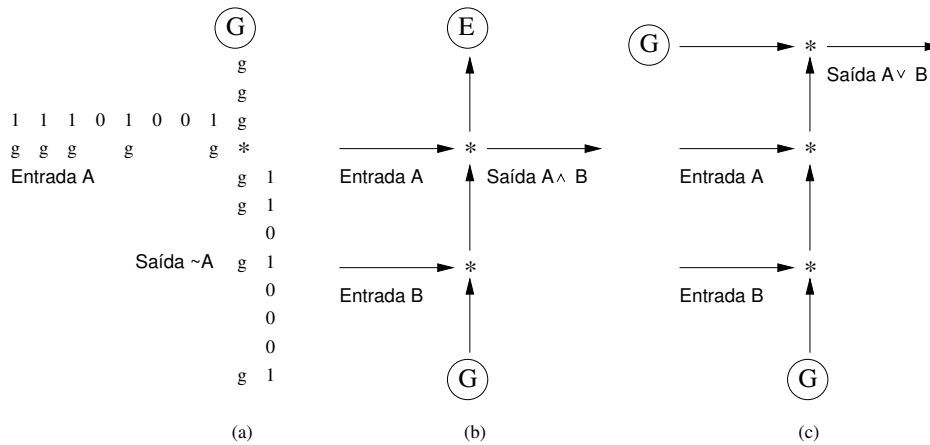 G
g
g
1 1 1 0 1 0 0 1 g
g g g g g *
Entrada A
g 1
g 1
0
Saída ~A g 1
0
0
0
g 1
(a)
E
*
Entrada A
Saída A ∧ B
*
Entrada B
G
(b)
G
*
Saída A ∨ B
*
Entrada A
*
Entrada B
G
(c)